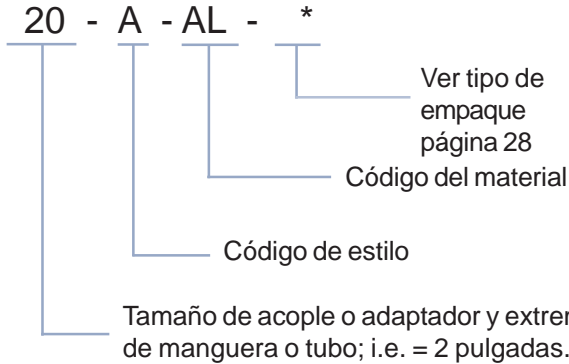 20 - A - AL - *
Ver tipo de
empaque
página 28
Código del material
Código de estilo
Tamaño de acople o adaptador y
de manguera o tubo; i.e. = 2 pulgadas.